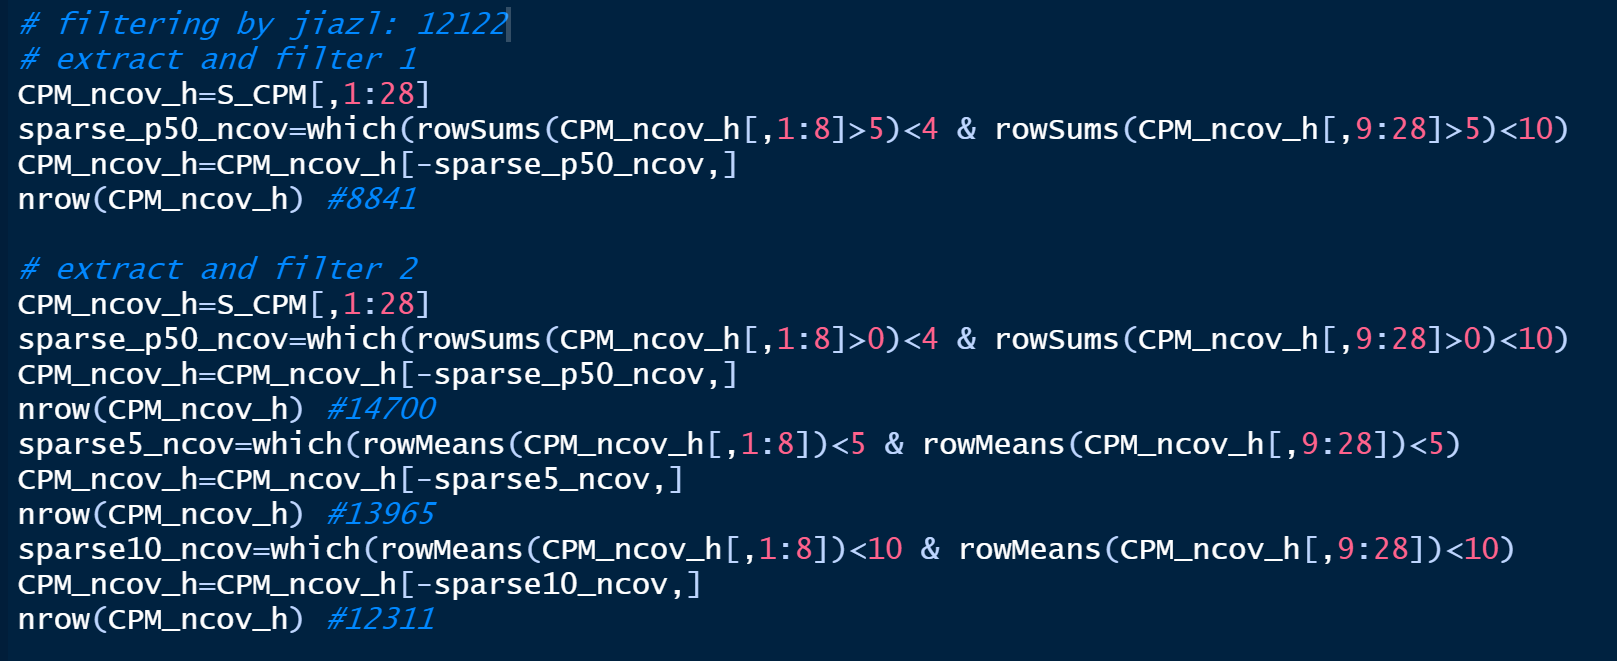 # filtering by jiazl: 12122
# extract and filter 1
CPM_ncov_h=S_CPM[,1:28]
sparse_p50_ncov=which(rowSums(CPM_ncov_h[,1:8]>5)<4 & rowSums(CPM_ncov_h[,9:28]>5)<10)
CPM_ncov_h=CPM_ncov_h[-sparse_p50_ncov,]
nrow(CPM_ncov_h) #8841
# extract and filter 2
CPM_ncov_h=S_CPM[,1:28]
sparse_p50_ncov=which(rowSums(CPM_ncov_h[,1:8]>0)<4 & rowSums(CPM_ncov_h[,9:28]>0)<10)
CPM_ncov_h=CPM_ncov_h[-sparse_p50_ncov,]
nrow(CPM_ncov_h) #14700
sparse5_ncov=which(rowMeans(CPM_ncov_h[,1:8])<5 & rowMeans(CPM_ncov_h[,9:28])<5)
CPM_ncov_h=CPM_ncov_h[-sparse5_ncov,]
nrow(CPM_ncov_h) #13965
sparse10_ncov=which(rowMeans(CPM_ncov_h[,1:8])<10 & rowMeans(CPM_ncov_h[,9:28])<10)
CPM_ncov_h=CPM_ncov_h[-sparse10_ncov,]
nrow(CPM_ncov_h) #12311